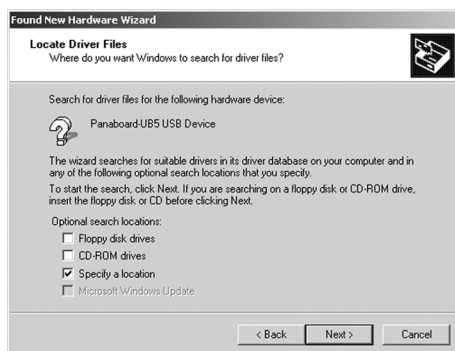 Found New Hardware Wizard
Locate Driver Files
Where do you want Windows to search for driver files?
Search for driver files for the following hardware device:
Panaboard-UB5 USB Device
The wizard searches for suitable drivers in its driver database on your computer and in
any of the following optional search locations that you specify.
To start the search, click Next. If you are searching on a floppy disk or CD-ROM drive,
insert the floppy disk or CD before clicking Next.
Optional search locations:
Floppy disk drives
CD-ROM drives
Specify a location
Microsoft Windows Update
< Back Next > Cancel